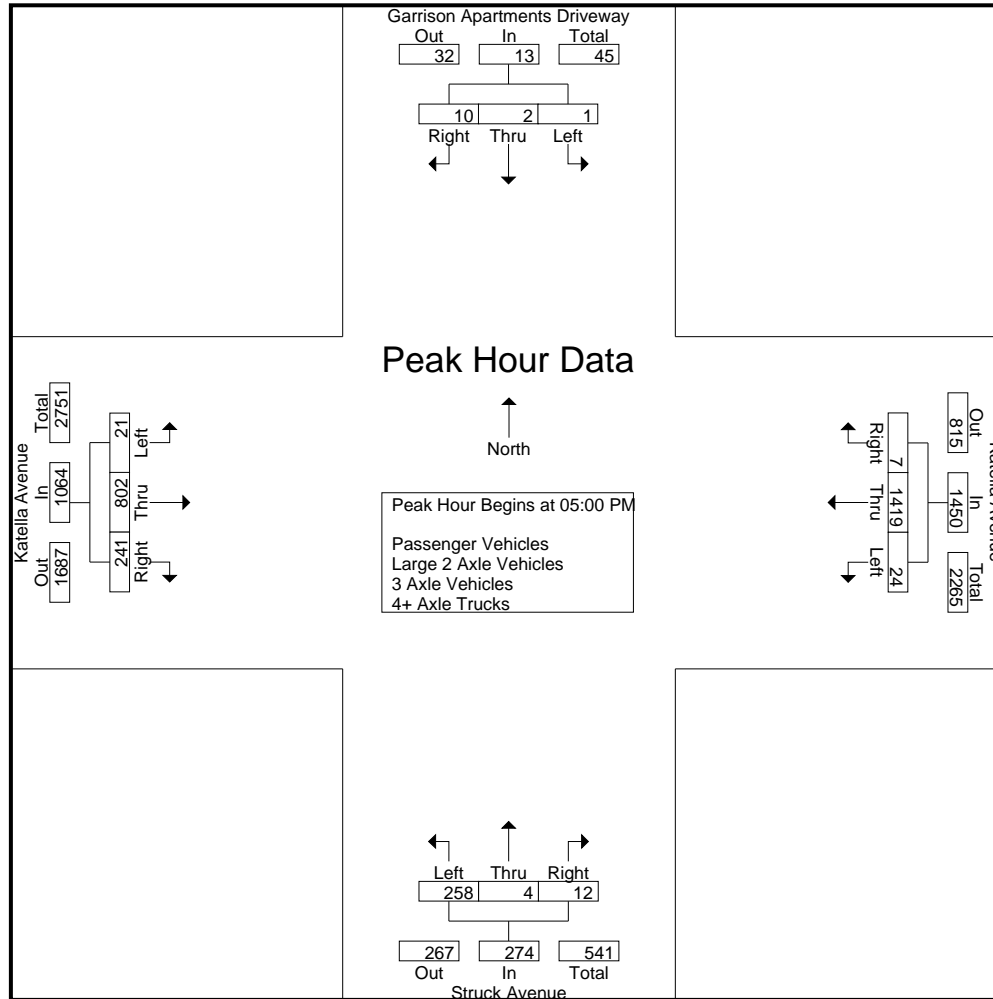 Garrison Apartments Driveway
Out In Total
32 13 45
10 2 1
Right Thru Left
Peak Hour Data
North
Peak Hour Begins at 05:00 PM
Passenger Vehicles
Large 2 Axle Vehicles
3 Axle Vehicles
4+ Axle Trucks
Katella Avenue
Out In Total
1687 1064 2751
241 802 21
Right Thru Left
Out In Total
815 1450 2265
7 1419 24
Right Thru Left
Left Thru Right
258 4 12
267 274 541
Out In Total
Struck Avenue